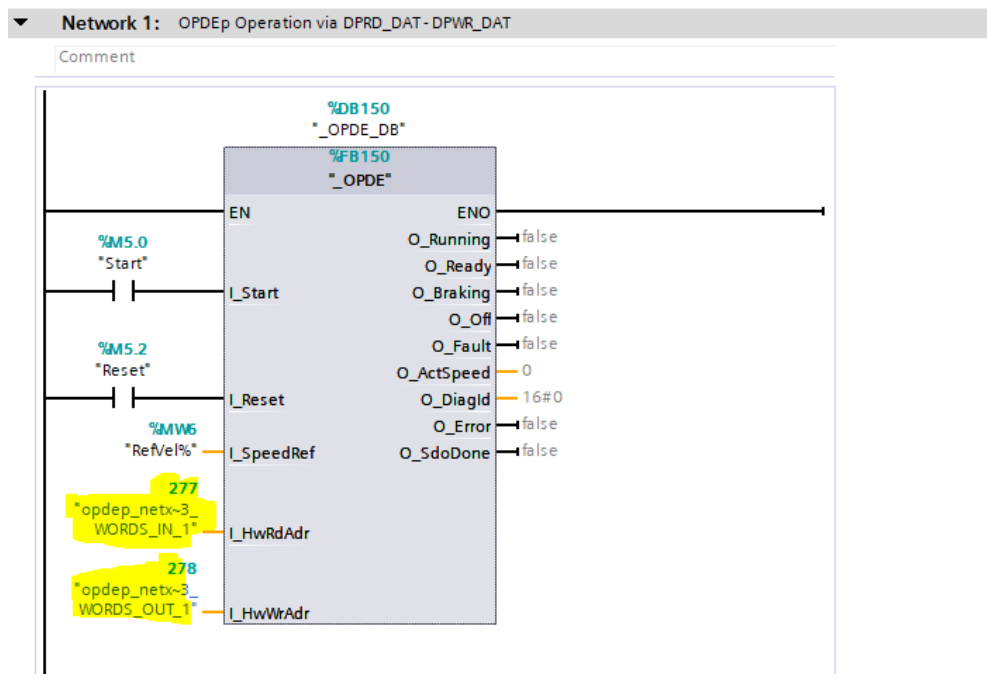 Network 1: OPDEp Operation via DPRD_DAT-DPWR_DAT
Comment
%DB150
"_OPDE_DB"
%FB150
"_OPDE"
EN ENO
%M5.0
"Start"
I_Start
%M5.2
"Reset"
I_Reset
%MW6
"RefVel%"
I_SpeedRef
277
"opdep_netx~3_
WORDS_IN_1"
I_HwRdAdr
278
"opdep_netx~3_
WORDS_OUT_1"
I_HwWrAdr
O_Running false
O_Ready false
O_Braking false
O_Off false
O_Fault false
O_ActSpeed 0
O_DiagId 16#0
O_Error false
O_SdoDone false